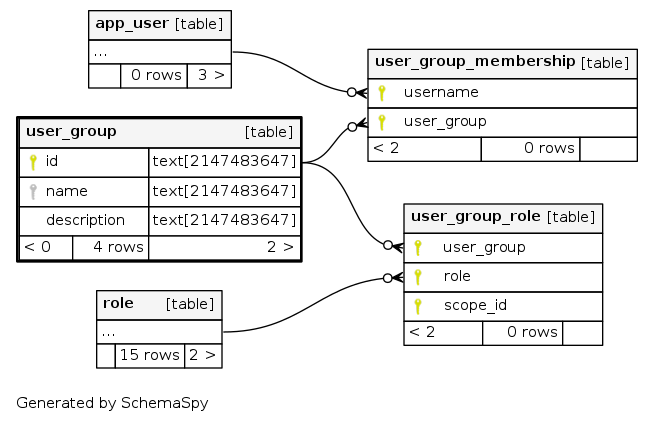 app_user [table]
...
0 rows 3 >
user_group_membership [table]
username
user_group
< 2 0 rows
user_group [table]
id text[2147483647]
name text[2147483647]
description text[2147483647]
< 0 4 rows 2 >
user_group_role [table]
user_group
role
scope_id
< 2 0 rows
role [table]
...
15 rows 2 >
Generated by SchemaSpy